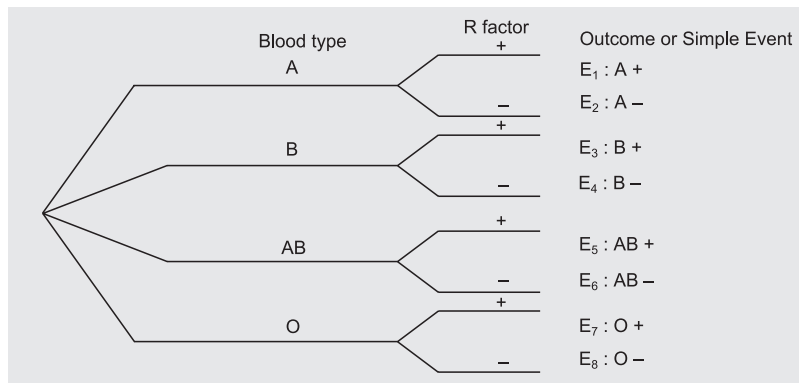 Blood type R factor Outcome or Simple Event
+
A E₁ : A +
– E₂ : A –
+
B E₃ : B +
– E₄ : B –
+
AB E₅ : AB +
– E₆ : AB –
+
O E₇ : O +
– E₈ : O –